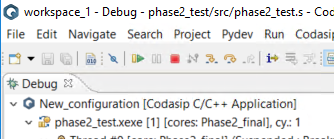 workspace_1 - Debug - phase2_test/src/phase2_test.s - Cod
File Edit Navigate Search Project Pydev Run Codasip
Debug
New_configuration [Codasip C/C++ Application]
phase2_test.xexe [1] [cores: Phase2_final], cy.: 1